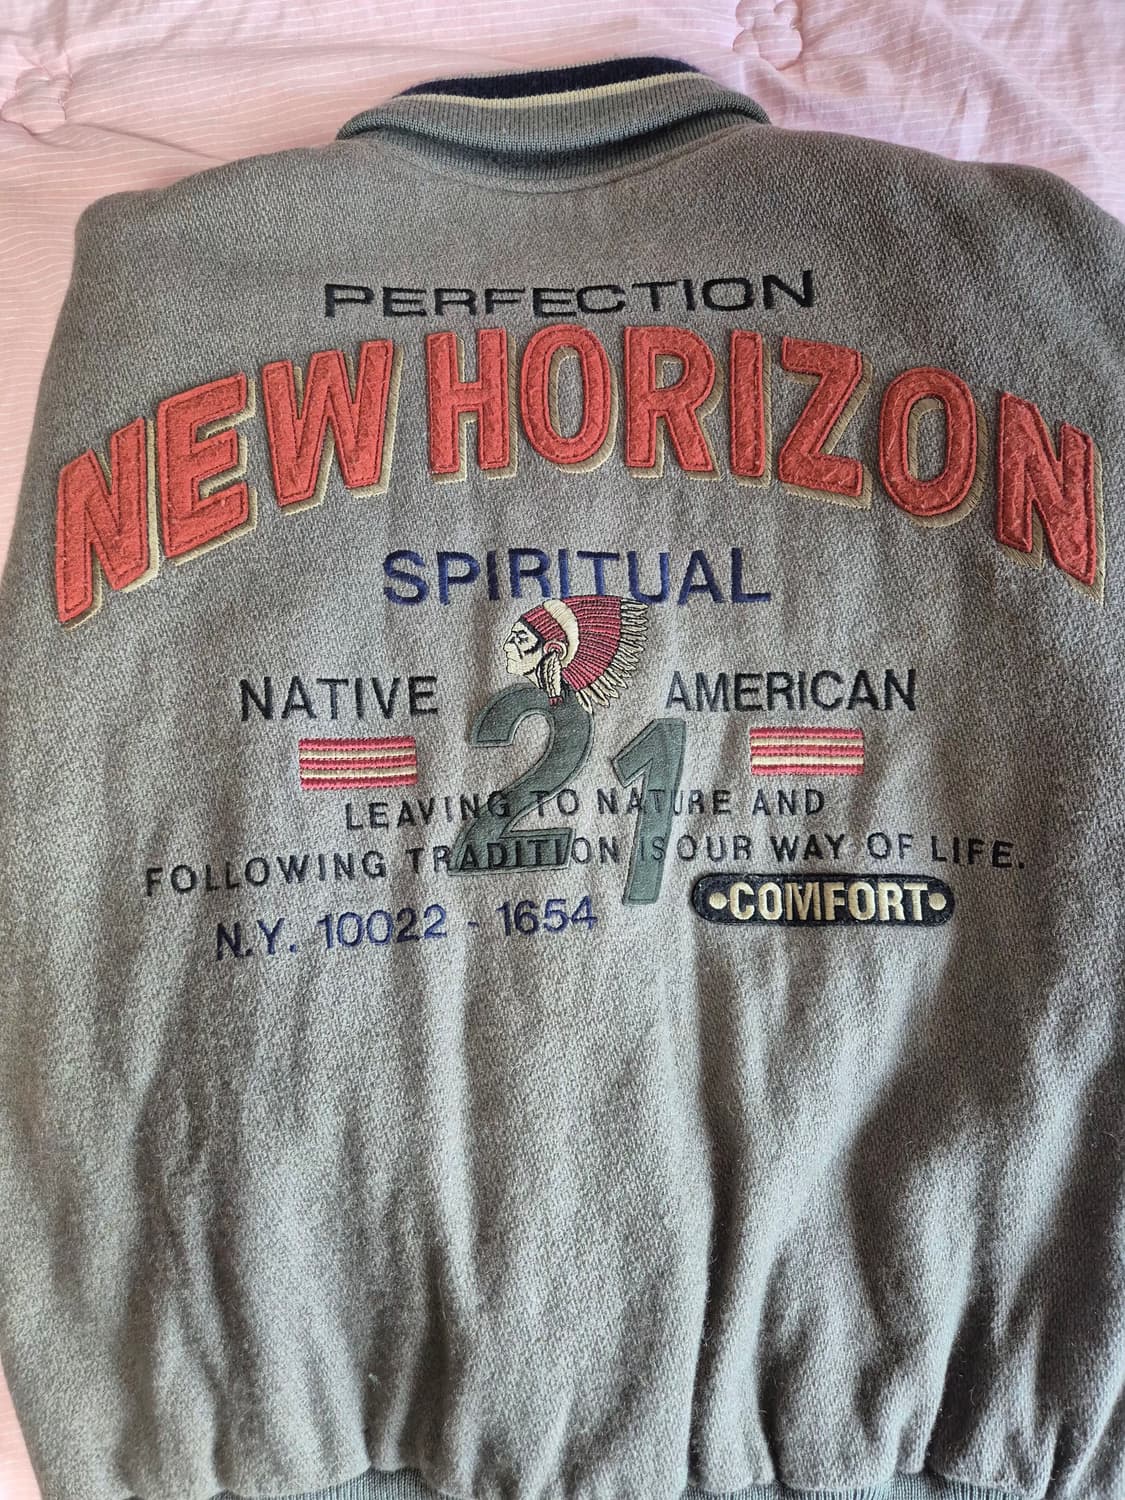 PERFECTION
NEW HORIZON
SPIRITUAL
NATIVE AMERICAN
21
LEAVING TO NATURE AND
FOLLOWING TRADITION IS OUR WAY OF LIFE.
N.Y. 10022 - 1654
•COMFORT•